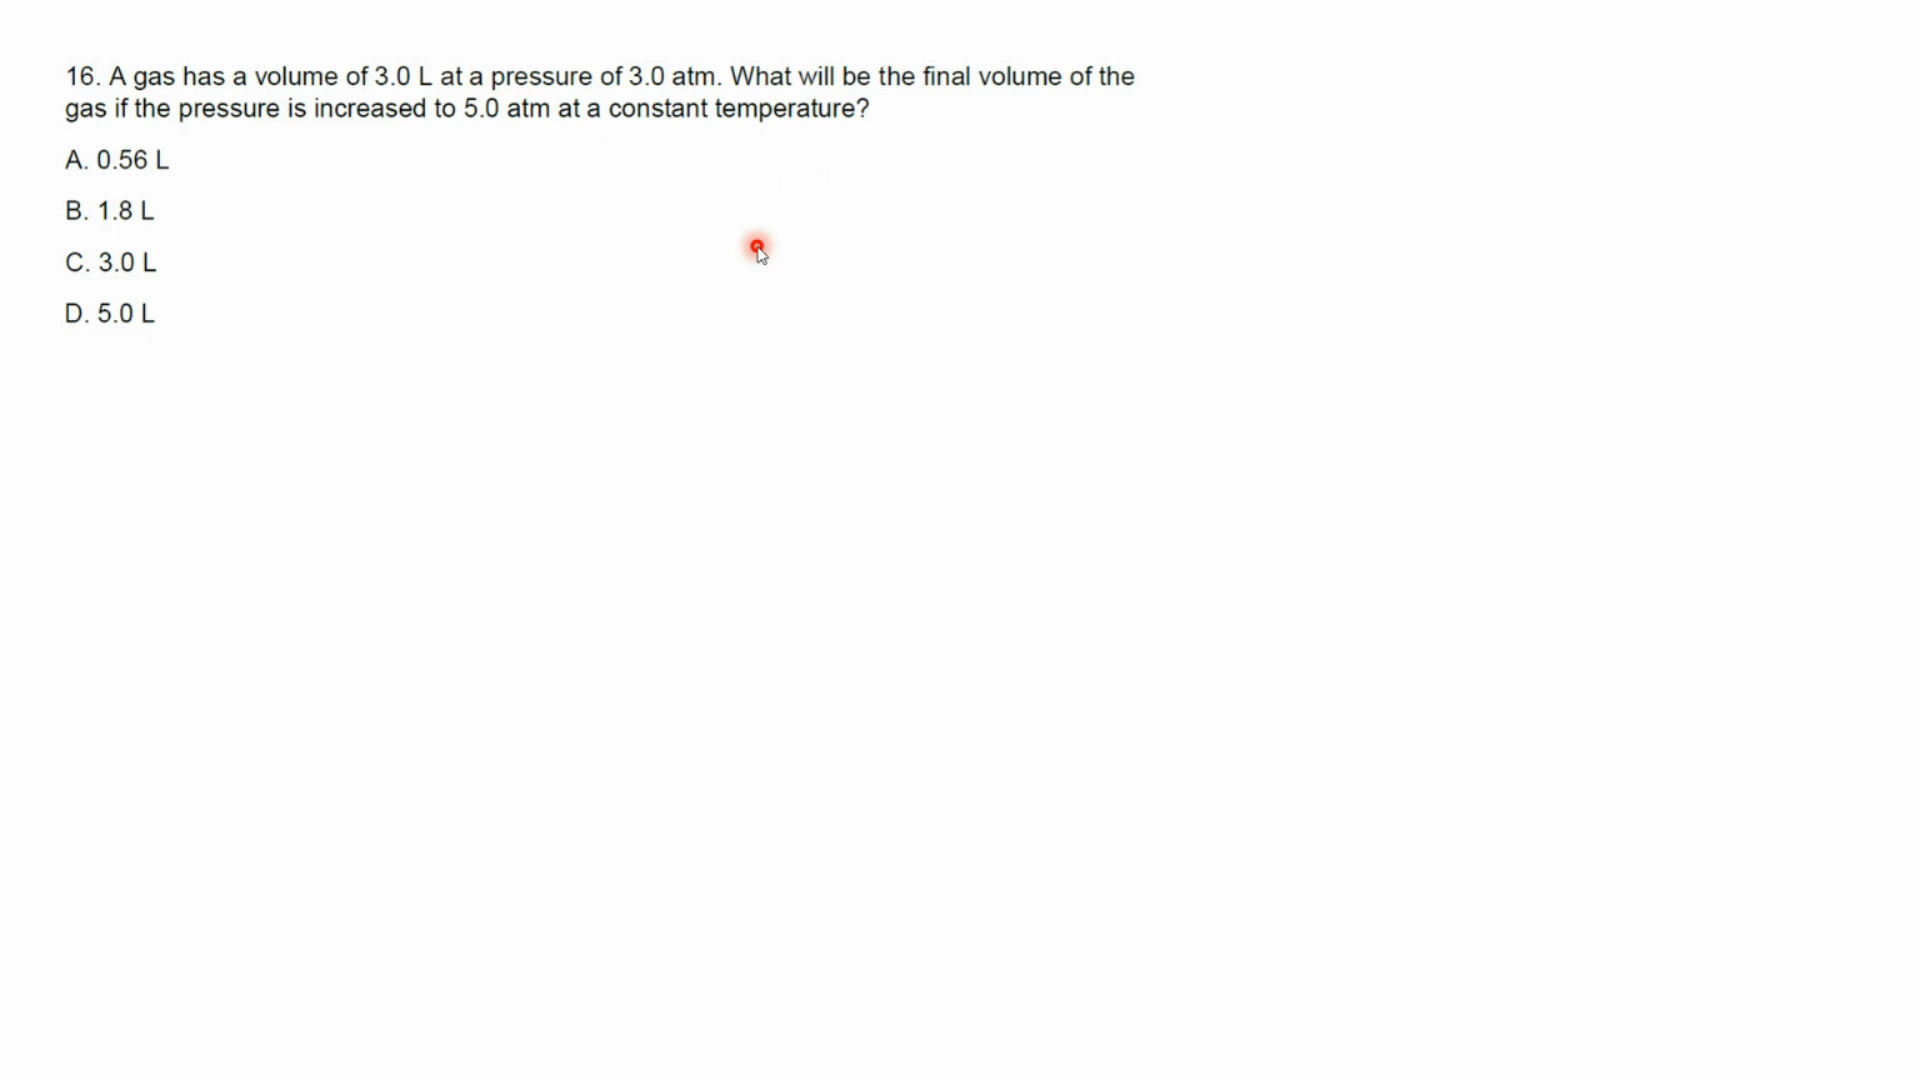 16. A gas has a volume of 3.0 L at a pressure of 3.0 atm. What will be the final volume of the
gas if the pressure is increased to 5.0 atm at a constant temperature?
A. 0.56 L
B. 1.8 L
C. 3.0 L
D. 5.0 L